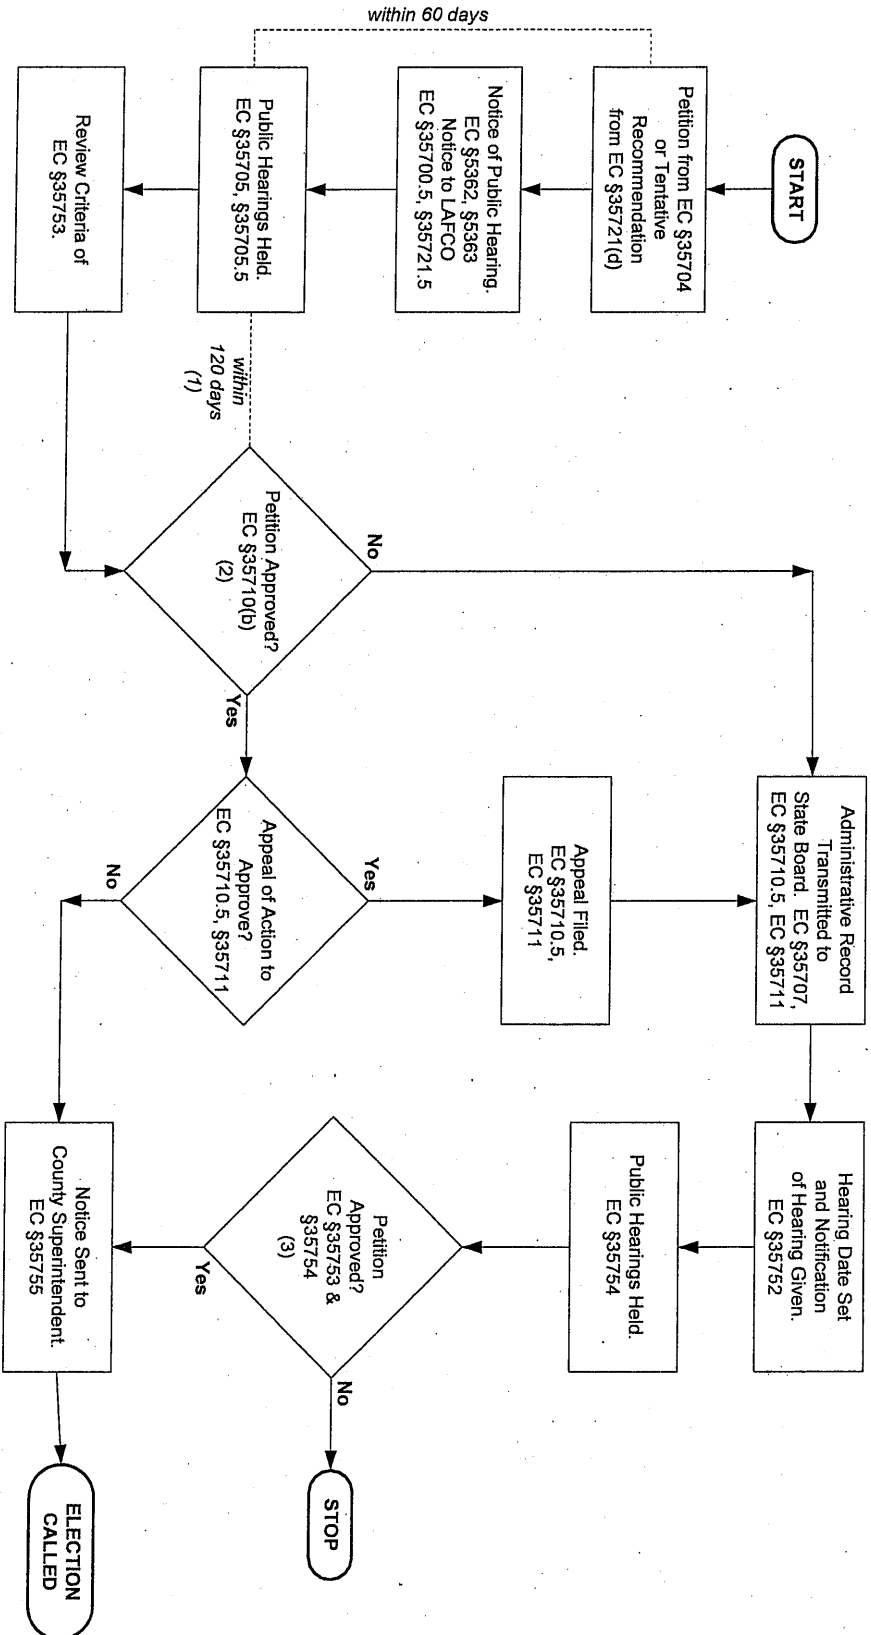 START
Petition from EC §35704
or Tentative
Recommendation
from EC §35721(d)
within 60 days
Notice of Public Hearing.
EC §5362, §5363
Notice to LAFCO
EC §35700.5, §35721.5
Public Hearings Held.
EC §35705, §35705.5
Review Criteria of
EC §35753.
within
120 days
(1)
Petition Approved?
EC §35710(b)
(2)
No
Yes
Administrative Record
Transmitted to
State Board. EC §35707,
EC §35710.5, EC §35711
Appeal Filed.
EC §35710.5,
EC §35711
Yes
Appeal of Action to
Approve?
EC §35710.5, §35711
No
Hearing Date Set
and Notification
of Hearing Given.
EC §35752
Public Hearings Held.
EC §35754
Petition
Approved?
EC §35753 &
§35754
(3)
No
Yes
Notice Sent to
County Superintendent.
EC §35755
STOP
ELECTION
CALLED